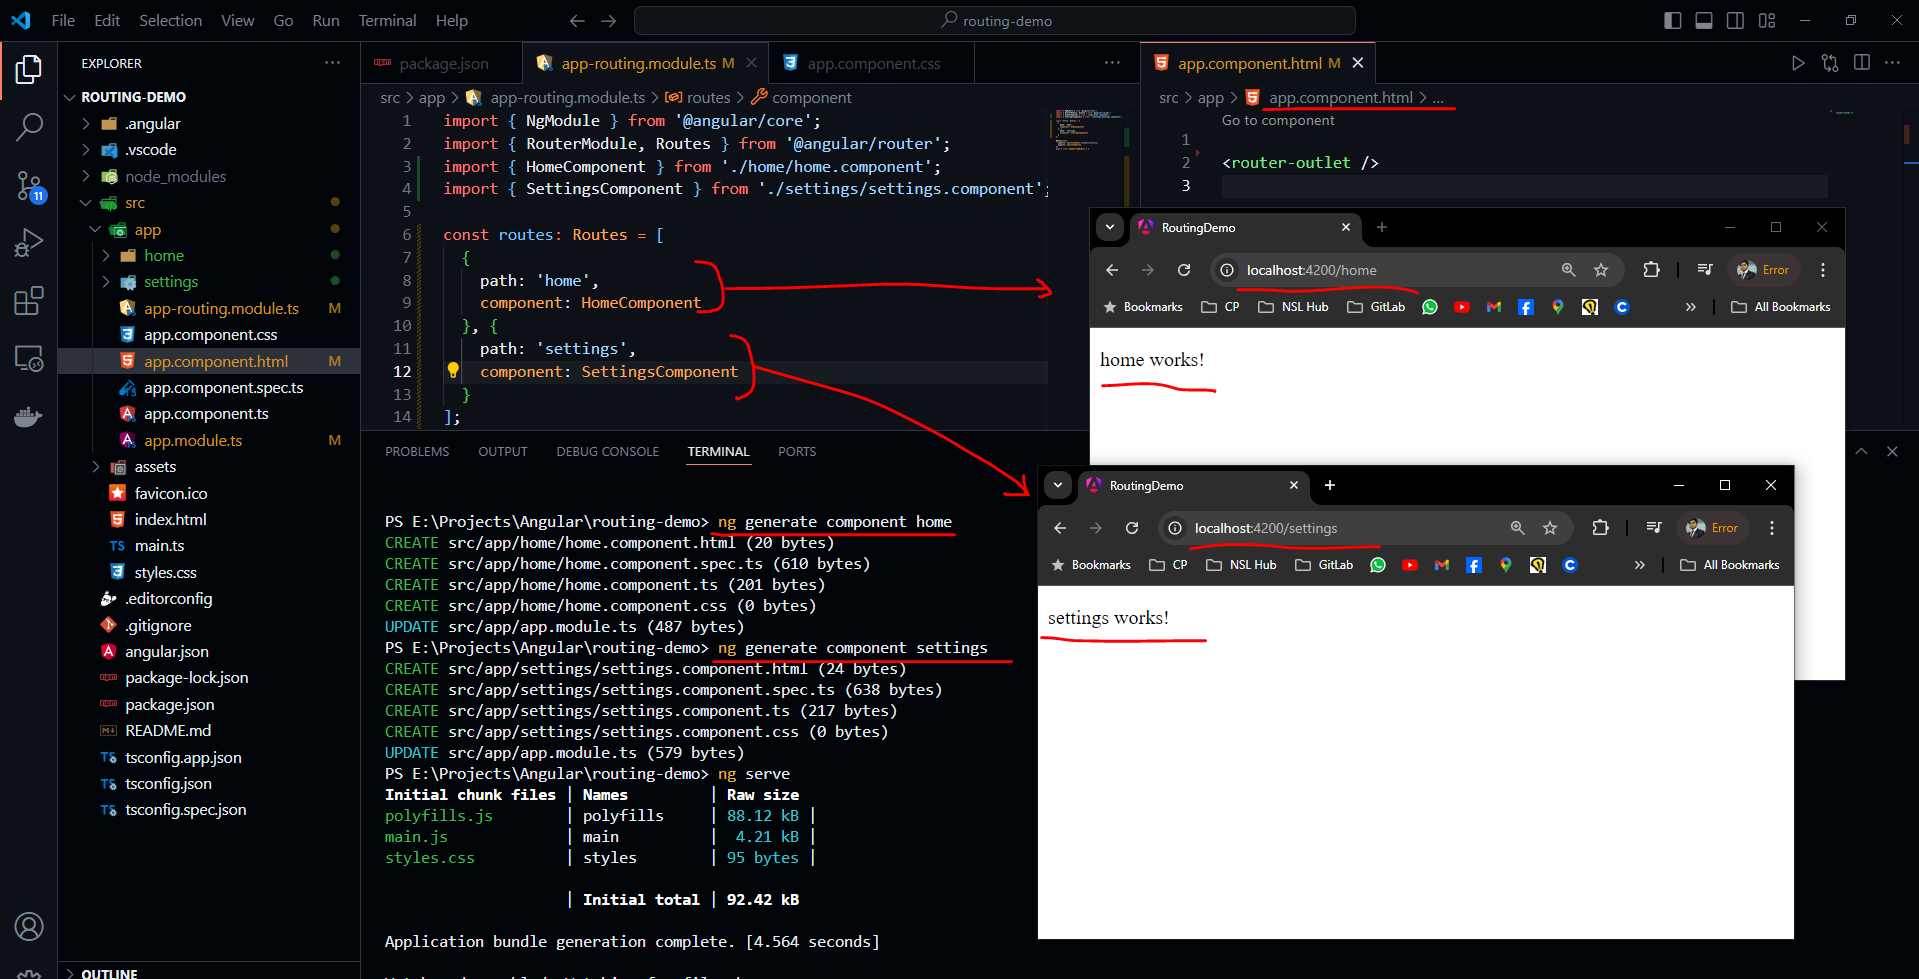 File Edit Selection View Go Run Terminal Help
routing-demo
EXPLORER
ROUTING-DEMO
.angular
.vscode
node_modules
src
app
home
settings
app-routing.module.ts M
app.component.css
app.component.html M
app.component.spec.ts
app.component.ts
app.module.ts M
assets
favicon.ico
index.html
TS main.ts
styles.css
.editorconfig
.gitignore
angular.json
package-lock.json
package.json
README.md
TS tsconfig.app.json
TS tsconfig.json
TS tsconfig.spec.json
OUTLINE
11
package.json
app-routing.module.ts M
app.component.css
src > app > app-routing.module.ts > routes > component
1 import { NgModule } from '@angular/core';
2 import { RouterModule, Routes } from '@angular/router';
3 import { HomeComponent } from './home/home.component';
4 import { SettingsComponent } from './settings/settings.component';
5
6 const routes: Routes = [
7 {
8 path: 'home',
9 component: HomeComponent
10 }, {
11 path: 'settings',
12 component: SettingsComponent
13 }
14 ];
app.component.html M
src > app > app.component.html > ...
Go to component
1
2 <router-outlet />
3
PROBLEMS OUTPUT DEBUG CONSOLE TERMINAL PORTS
PS E:\Projects\Angular\routing-demo> ng generate component home
CREATE src/app/home/home.component.html (20 bytes)
CREATE src/app/home/home.component.spec.ts (610 bytes)
CREATE src/app/home/home.component.ts (201 bytes)
CREATE src/app/home/home.component.css (0 bytes)
UPDATE src/app/app.module.ts (487 bytes)
PS E:\Projects\Angular\routing-demo> ng generate component settings
CREATE src/app/settings/settings.component.html (24 bytes)
CREATE src/app/settings/settings.component.spec.ts (638 bytes)
CREATE src/app/settings/settings.component.ts (217 bytes)
CREATE src/app/settings/settings.component.css (0 bytes)
UPDATE src/app/app.module.ts (579 bytes)
PS E:\Projects\Angular\routing-demo> ng serve
Initial chunk files | Names | Raw size
polyfills.js | polyfills | 88.12 kB |
main.js | main | 4.21 kB |
styles.css | styles | 95 bytes |
| Initial total | 92.42 kB
Application bundle generation complete. [4.564 seconds]
RoutingDemo
localhost:4200/home
Error
Bookmarks CP NSL Hub GitLab All Bookmarks
home works!
RoutingDemo
localhost:4200/settings
Error
Bookmarks CP NSL Hub GitLab All Bookmarks
settings works!